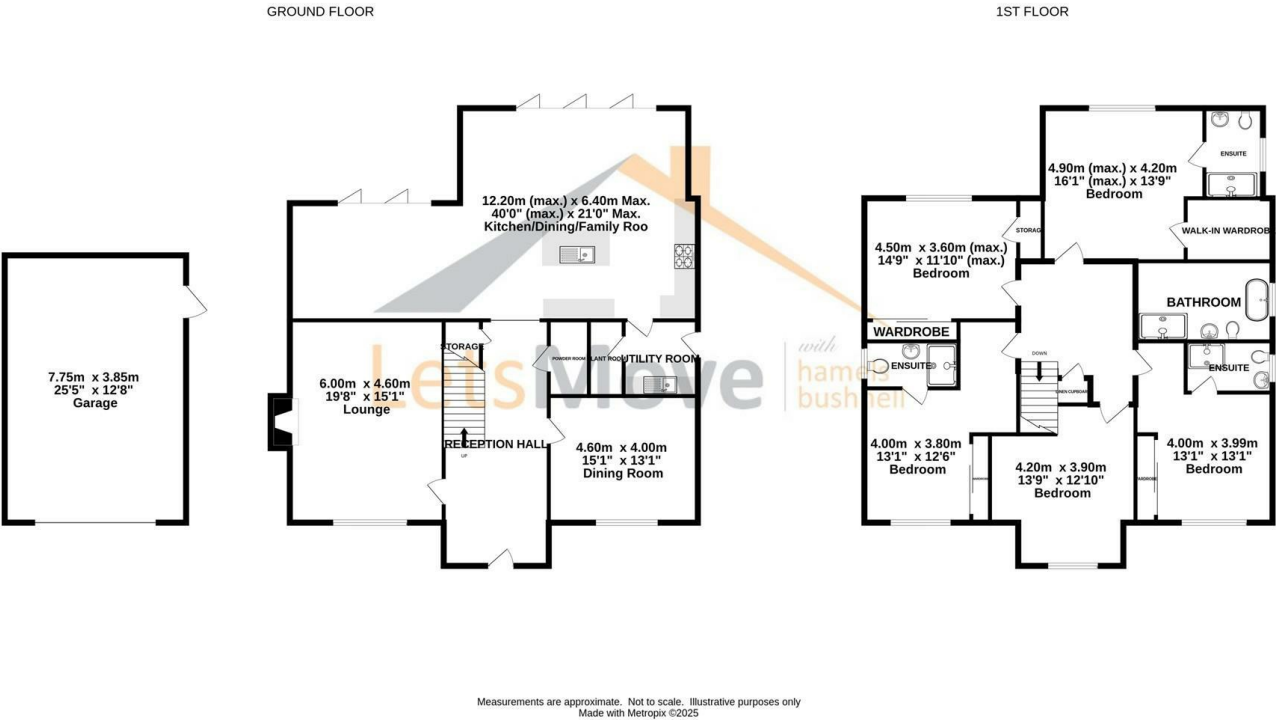 GROUND FLOOR
12.20m (max.) x 6.40m Max.
40'0" (max.) x 21'0" Max.
Kitchen/Dining/Family Roo
7.75m x 3.85m
25'5" x 12'8"
Garage
6.00m x 4.60m
19'8" x 15'1"
Lounge
STORAGE
POWDER ROOM
LANT ROO
UTILITY ROOM
RECEPTION HALL
UP
4.60m x 4.00m
15'1" x 13'1"
Dining Room
LetsMove
with
hamels
bushnell
1ST FLOOR
4.90m (max.) x 4.20m
16'1" (max.) x 13'9"
Bedroom
ENSUITE
WALK-IN WARDROB
STORAG
4.50m x 3.60m (max.)
14'9" x 11'10" (max.)
Bedroom
WARDROBE
BATHROOM
ENSUITE
DOWN
LINEN CUPBOARD
ENSUITE
4.00m x 3.80m
13'1" x 12'6"
Bedroom
4.20m x 3.90m
13'9" x 12'10"
Bedroom
WARDROBE
4.00m x 3.99m
13'1" x 13'1"
Bedroom
Measurements are approximate. Not to scale. Illustrative purposes only
Made with Metropix ©2025